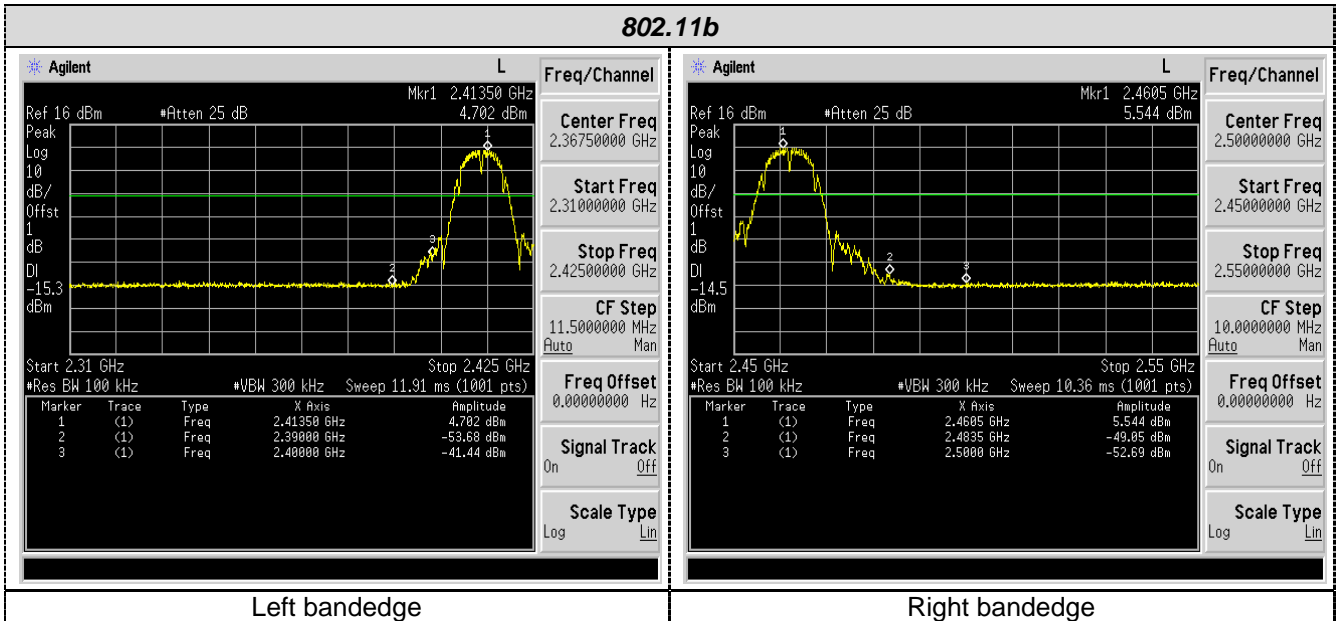 802.11b
Agilent L
Mkr1 2.41350 GHz
Ref 16 dBm #Atten 25 dB 4.702 dBm
Peak
Log
10
dB/
Offst
1
dB
DI
-15.3
dBm
1
2
3
Start 2.31 GHz Stop 2.425 GHz
#Res BW 100 kHz #VBW 300 kHz Sweep 11.91 ms (1001 pts)
Marker Trace Type X Axis Amplitude
1 (1) Freq 2.41350 GHz 4.702 dBm
2 (1) Freq 2.39000 GHz -53.68 dBm
3 (1) Freq 2.40000 GHz -41.44 dBm
Freq/Channel
Center Freq
2.36750000 GHz
Start Freq
2.31000000 GHz
Stop Freq
2.42500000 GHz
CF Step
11.5000000 MHz
Auto Man
Freq Offset
0.00000000 Hz
Signal Track
On Off
Scale Type
Log Lin
Left bandedge
Agilent L
Mkr1 2.4605 GHz
Ref 16 dBm #Atten 25 dB 5.544 dBm
Peak
Log
10
dB/
Offst
1
dB
DI
-14.5
dBm
1
2
3
Start 2.45 GHz Stop 2.55 GHz
#Res BW 100 kHz #VBW 300 kHz Sweep 10.36 ms (1001 pts)
Marker Trace Type X Axis Amplitude
1 (1) Freq 2.4605 GHz 5.544 dBm
2 (1) Freq 2.4835 GHz -49.05 dBm
3 (1) Freq 2.5000 GHz -52.69 dBm
Freq/Channel
Center Freq
2.50000000 GHz
Start Freq
2.45000000 GHz
Stop Freq
2.55000000 GHz
CF Step
10.0000000 MHz
Auto Man
Freq Offset
0.00000000 Hz
Signal Track
On Off
Scale Type
Log Lin
Right bandedge